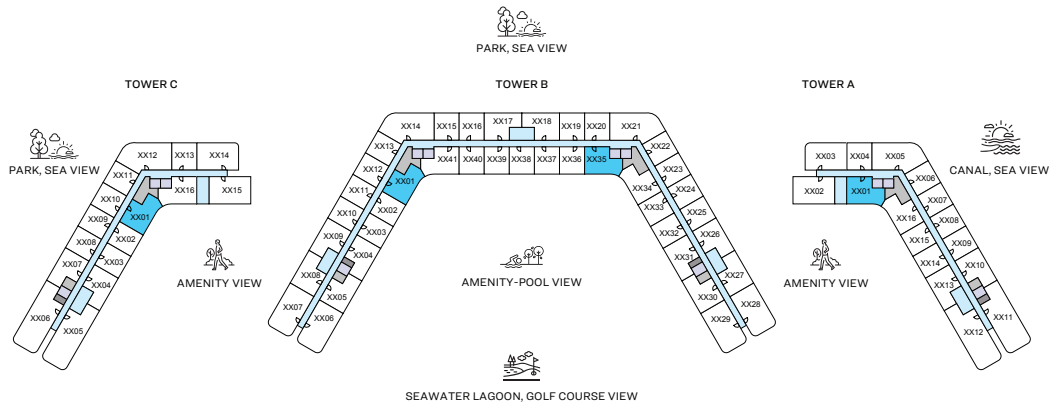 PARK, SEA VIEW
TOWER C
TOWER B
TOWER A
PARK, SEA VIEW
CANAL, SEA VIEW
XX12 XX13 XX14
XX11
XX16 XX15
XX10
XX01
XX09
XX02
XX08
XX03
XX07
XX04
XX06
XX05
AMENITY VIEW
XX14 XX15 XX16 XX17 XX18 XX19 XX20 XX21
XX13
XX41 XX40 XX39 XX38 XX37 XX36 XX35
XX22
XX12
XX01
XX34
XX23
XX11
XX02
XX33
XX24
XX10
XX03
XX32
XX25
XX09
XX04
XX31
XX26
XX08
XX05
XX30
XX27
XX07
XX06
XX29
XX28
AMENITY-POOL VIEW
XX03 XX04 XX05
XX02 XX01
XX06
XX16
XX07
XX15
XX08
XX14
XX09
XX13
XX10
XX12
XX11
AMENITY VIEW
SEAWATER LAGOON, GOLF COURSE VIEW